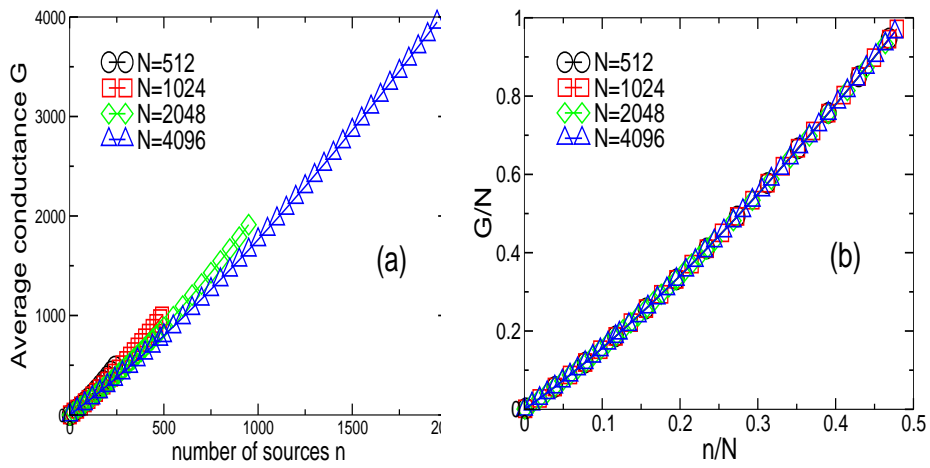 4000
3000
2000
1000
0
Average conductance G
N=512
N=1024
N=2048
N=4096
(a)
0
500
1000
1500
20
number of sources n
1
0.8
0.6
0.4
0.2
0
G/N
N=512
N=1024
N=2048
N=4096
(b)
0
0.1
0.2
0.3
0.4
0.5
n/N